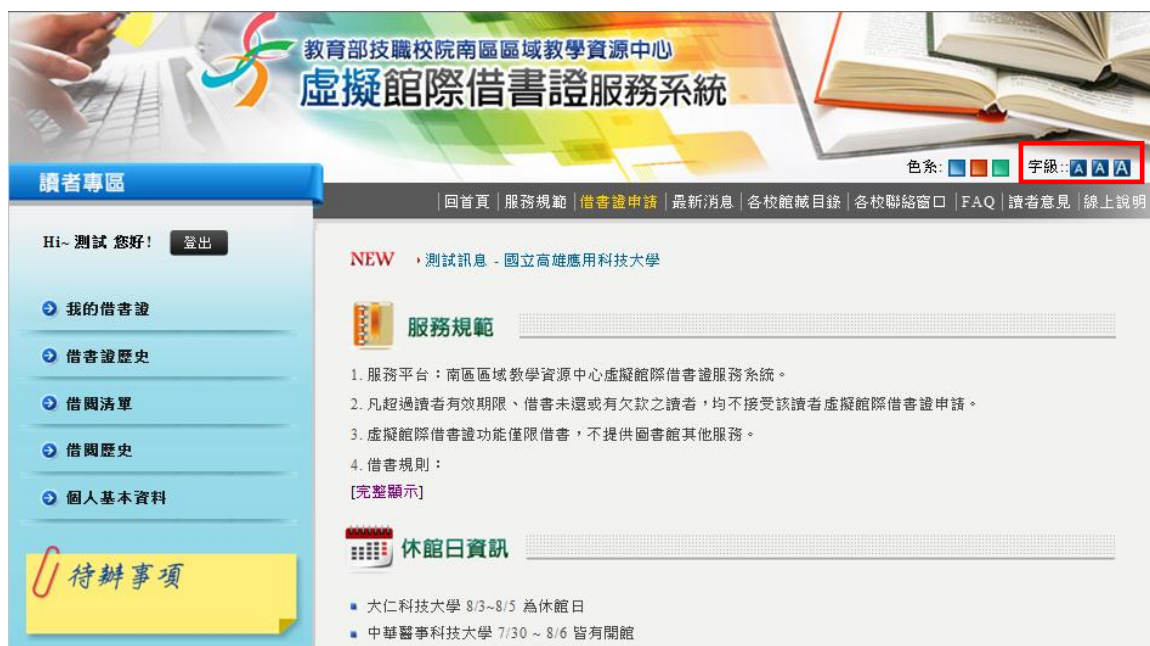 教育部技職校院南區區域教學資源中心
虛擬館際借書證服務系統
色系:
字級::A A A
讀者專區
|回首頁|服務規範|借書證申請|最新消息|各校館藏目錄|各校聯絡窗口|FAQ|讀者意見|線上說明
Hi~ 測試 您好! 登出
NEW 測試訊息 - 國立高雄應用科技大學
我的借書證
借書證歷史
借閱清單
借閱歷史
個人基本資料
待辦事項
服務規範
1. 服務平台：南區區域教學資源中心虛擬館際借書證服務系統。
2. 凡超過讀者有效期限、借書未還或有欠款之讀者，均不接受該讀者虛擬館際借書證申請。
3. 虛擬館際借書證功能僅限借書，不提供圖書館其他服務。
4. 借書規則：
[完整顯示]
休館日資訊
大仁科技大學 8/3~8/5 為休館日
中華醫事科技大學 7/30 ~ 8/6 皆有開館